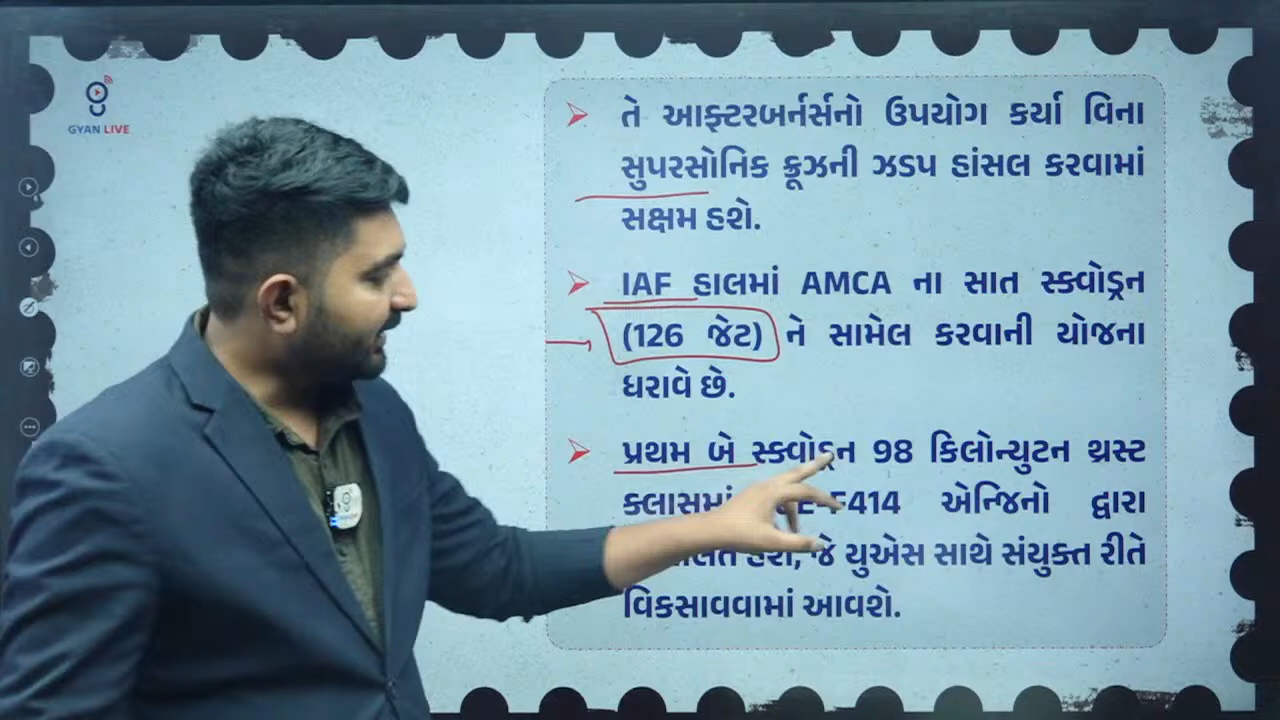 GYAN LIVE
તે આફ્ટરબર્નર્સનો ઉપયોગ કર્યા વિના
સુપરસોનિક ક્રૂઝની ઝડપ હાંસલ કરવામાં
સક્ષમ હશે.
IAF હાલમાં AMCA ના સાત સ્ક્વોડ્રન
(126 જેટ) ને સામેલ કરવાની યોજના
ધરાવે છે.
પ્રથમ બે સ્ક્વોડ્રન 98 કિલોન્યુટન થ્રસ્ટ
ક્લાસમાં એન્જિનો દ્વારા
જે યુએસ સાથે સંયુક્ત રીતે
વિકસાવવામાં આવશે.